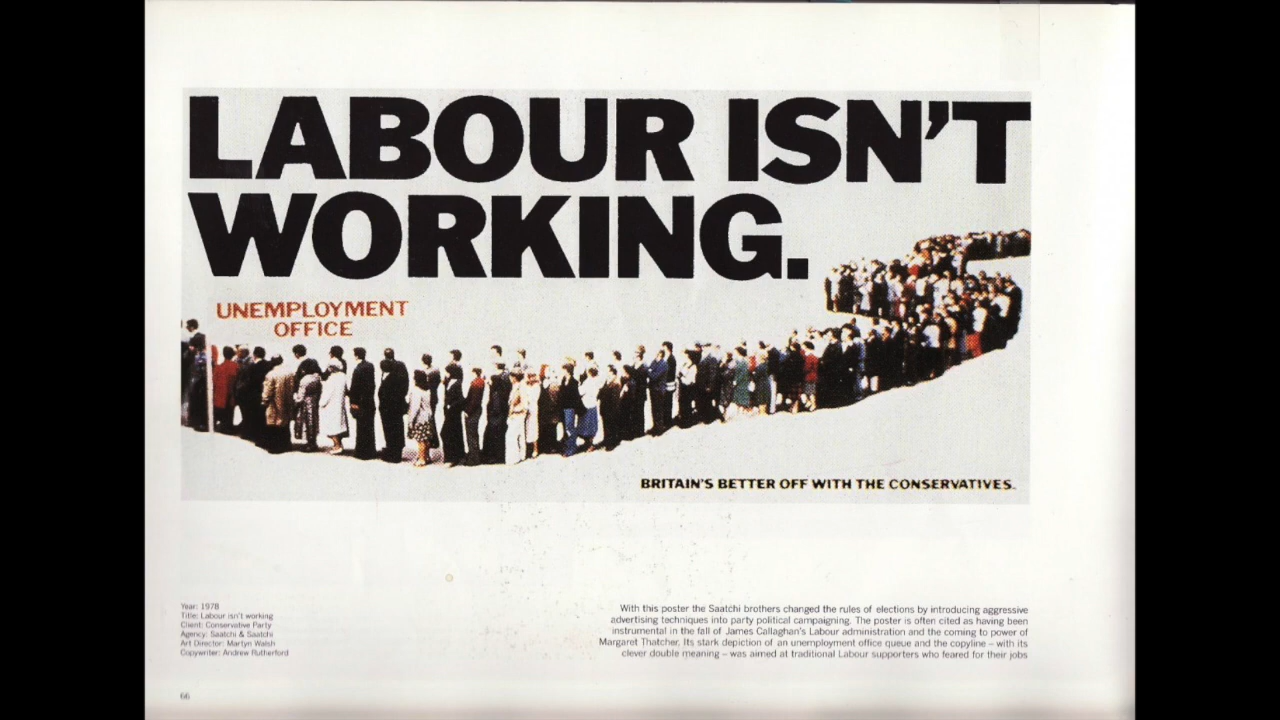 LABOUR ISN'T
WORKING.
UNEMPLOYMENT
OFFICE
BRITAIN'S BETTER OFF WITH THE CONSERVATIVES.
Year: 1978
Title: Labour isn't working
Client: Conservative Party
Agency: Saatchi & Saatchi
Art Director: Martyn Walsh
Copywriter: Andrew Rutherford
With this poster the Saatchi brothers changed the rules of elections by introducing aggressive
advertising techniques into party political campaigning. The poster is often cited as having been
instrumental in the fall of James Callaghan's Labour administration and the coming to power of
Margaret Thatcher. Its stark depiction of an unemployment office queue and the copyline – with its
clever double meaning – was aimed at traditional Labour supporters who feared for their jobs
66